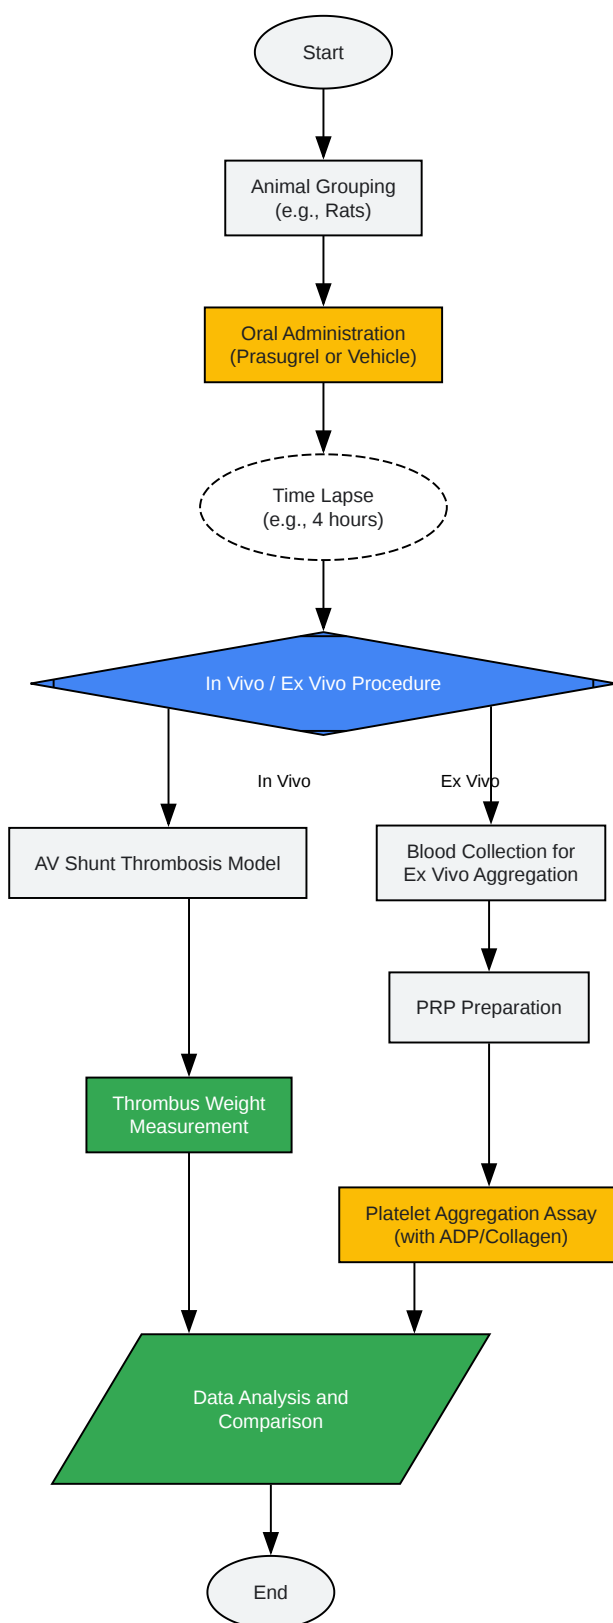 Start
Animal Grouping
(e.g., Rats)
Oral Administration
(Prasugrel or Vehicle)
Time Lapse
(e.g., 4 hours)
In Vivo / Ex Vivo Procedure
In Vivo
Ex Vivo
AV Shunt Thrombosis Model
Blood Collection for
Ex Vivo Aggregation
PRP Preparation
Thrombus Weight
Measurement
Platelet Aggregation Assay
(with ADP/Collagen)
Data Analysis and
Comparison
End